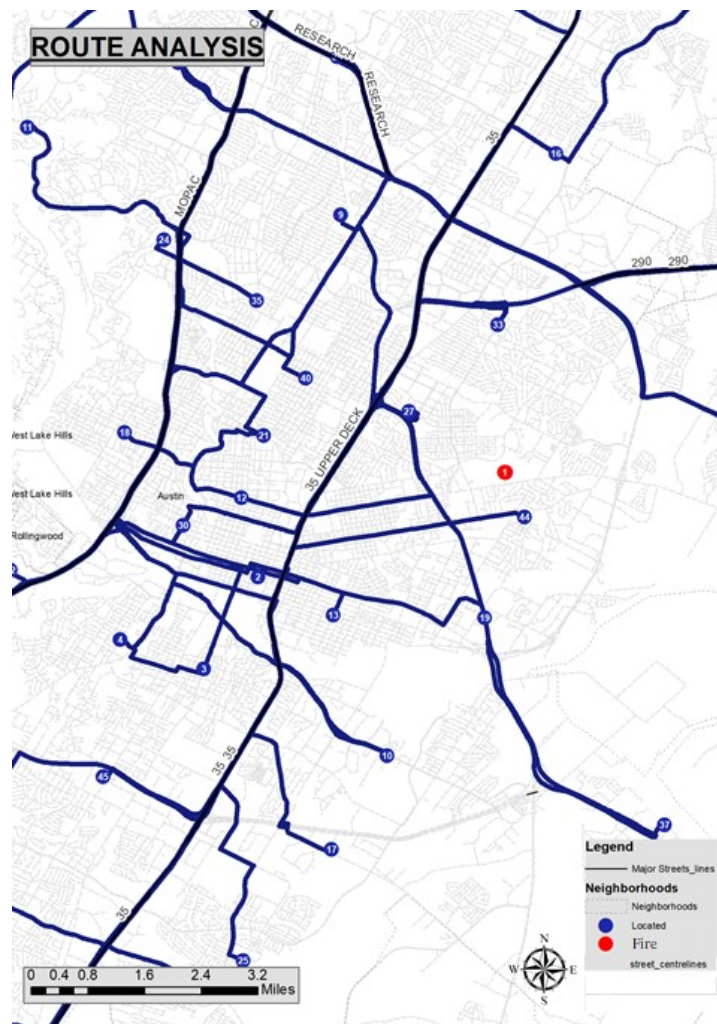 ROUTE ANALYSIS
RESEARCH
RESEARCH
11
16
35
MOPAC
9
24
290 290
35
33
40
27
18
21
West Lake Hills
35 UPPER DECK
1
12
West Lake Hills
Austin
44
30
Rollingwood
2
13
19
4
3
10
35 35
45
37
17
Legend
Major Streets_lines
Neighborhoods
Neighborhoods
Located
Fire
street_centrelines
35
25
N
W E
S
0 0.4 0.8 1.6 2.4 3.2
Miles